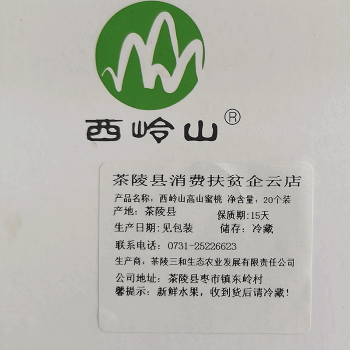 西岭山®
茶陵县消费扶贫企云店
产品名称：西岭山高山蜜桃 净含量：20个装
产地：茶陵县 保质期：15天
生产日期：见包装 储存：冷藏
联系电话：0731-25226623
生产商：茶陵三和生态农业发展有限责任公司
公司地址：茶陵县枣市镇东岭村
馨提示：新鲜水果，收到货后请冷藏！